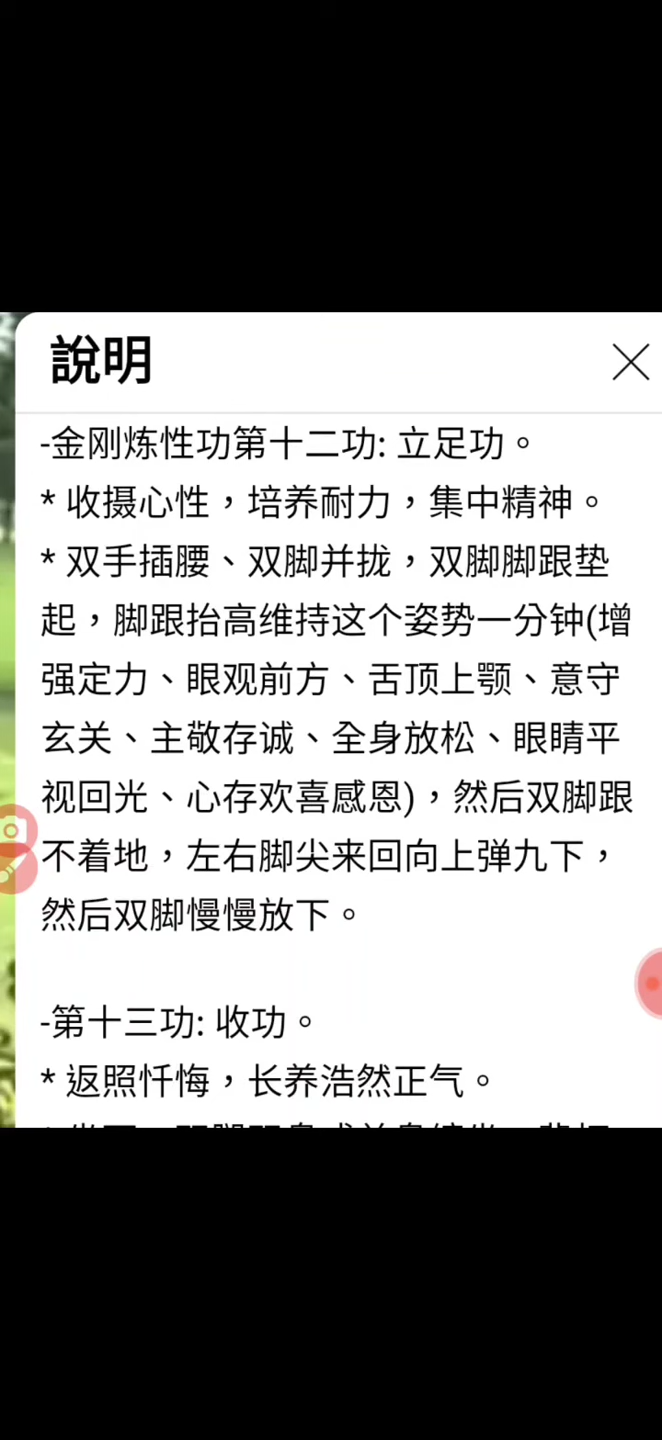 說明
-金刚炼性功第十二功: 立足功。
* 收摄心性，培养耐力，集中精神。
* 双手插腰、双脚并拢，双脚脚跟垫
起，脚跟抬高维持这个姿势一分钟(增
强定力、眼观前方、舌顶上颚、意守
玄关、主敬存诚、全身放松、眼睛平
视回光、心存欢喜感恩)，然后双脚跟
不着地，左右脚尖来回向上弹九下，
然后双脚慢慢放下。
-第十三功: 收功。
* 返照忏悔，长养浩然正气。